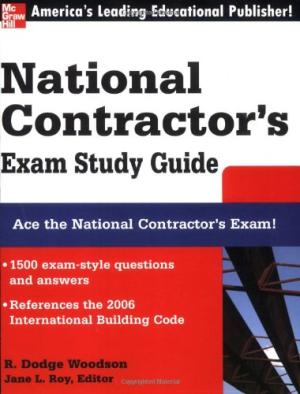 Mc
Graw
Hill
America's Leading Educational Publisher!
National
Contractor's
Exam Study Guide
Ace the National Contractor's Exam!
• 1500 exam-style questions
and answers
• References the 2006
International Building Code
R. Dodge Woodson
Jane L. Roy, Editor